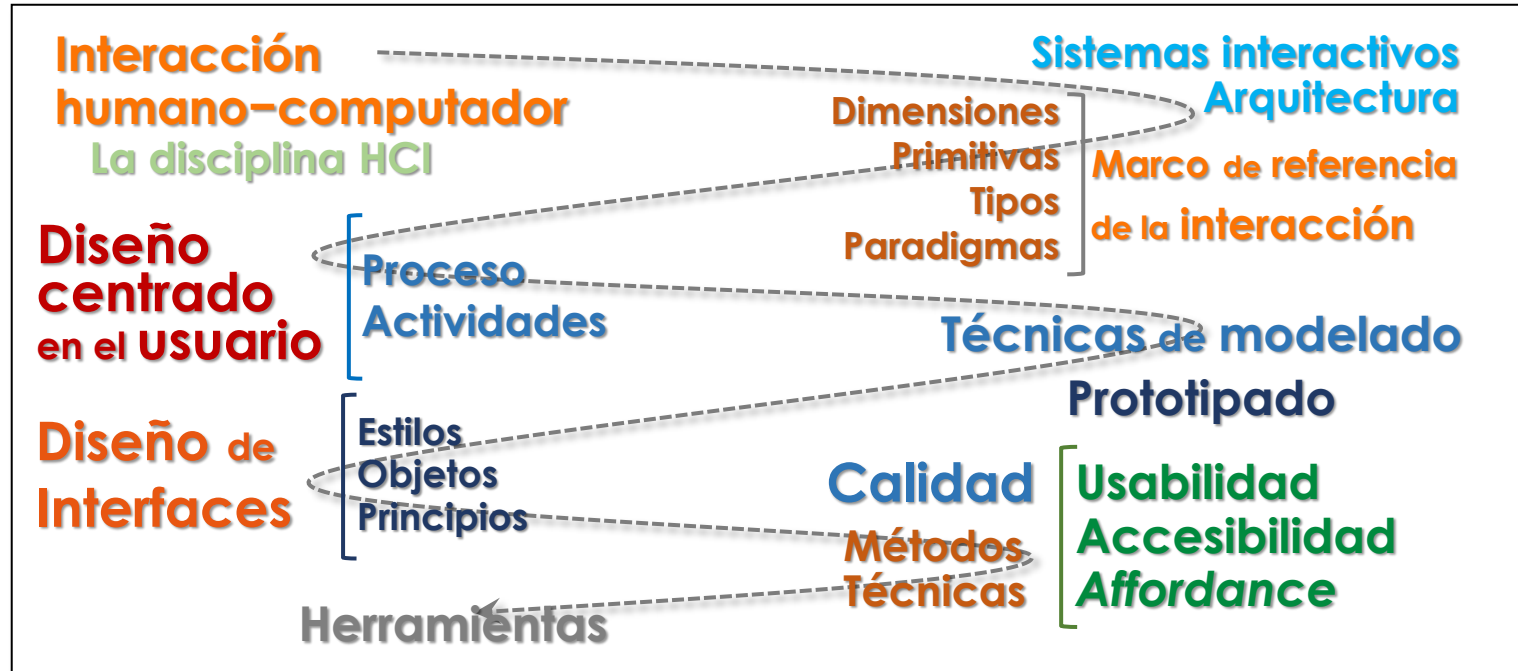 Interacción
humano–computador
La disciplina HCI
Sistemas interactivos
Arquitectura
Dimensiones
Primitivas
Tipos
Paradigmas
Marco de referencia
de la interacción
Diseño
centrado
en el usuario
Proceso
Actividades
Técnicas de modelado
Prototipado
Diseño de
Interfaces
Estilos
Objetos
Principios
Calidad
Métodos
Técnicas
Usabilidad
Accesibilidad
Affordance
Herramientas